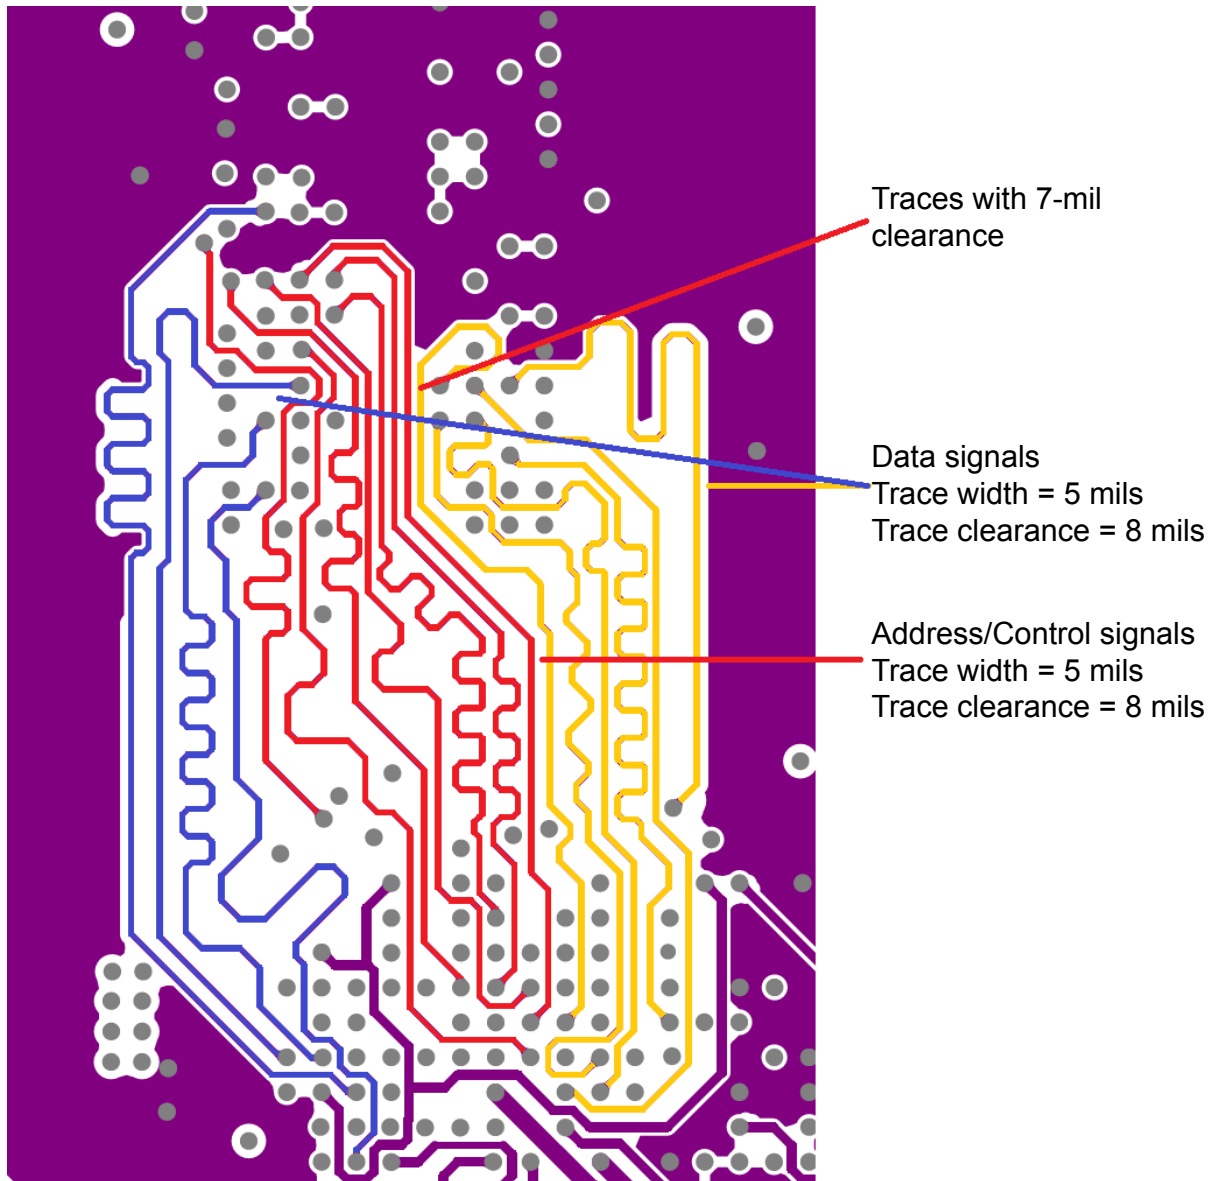 Traces with 7-mil
clearance
Data signals
Trace width = 5 mils
Trace clearance = 8 mils
Address/Control signals
Trace width = 5 mils
Trace clearance = 8 mils